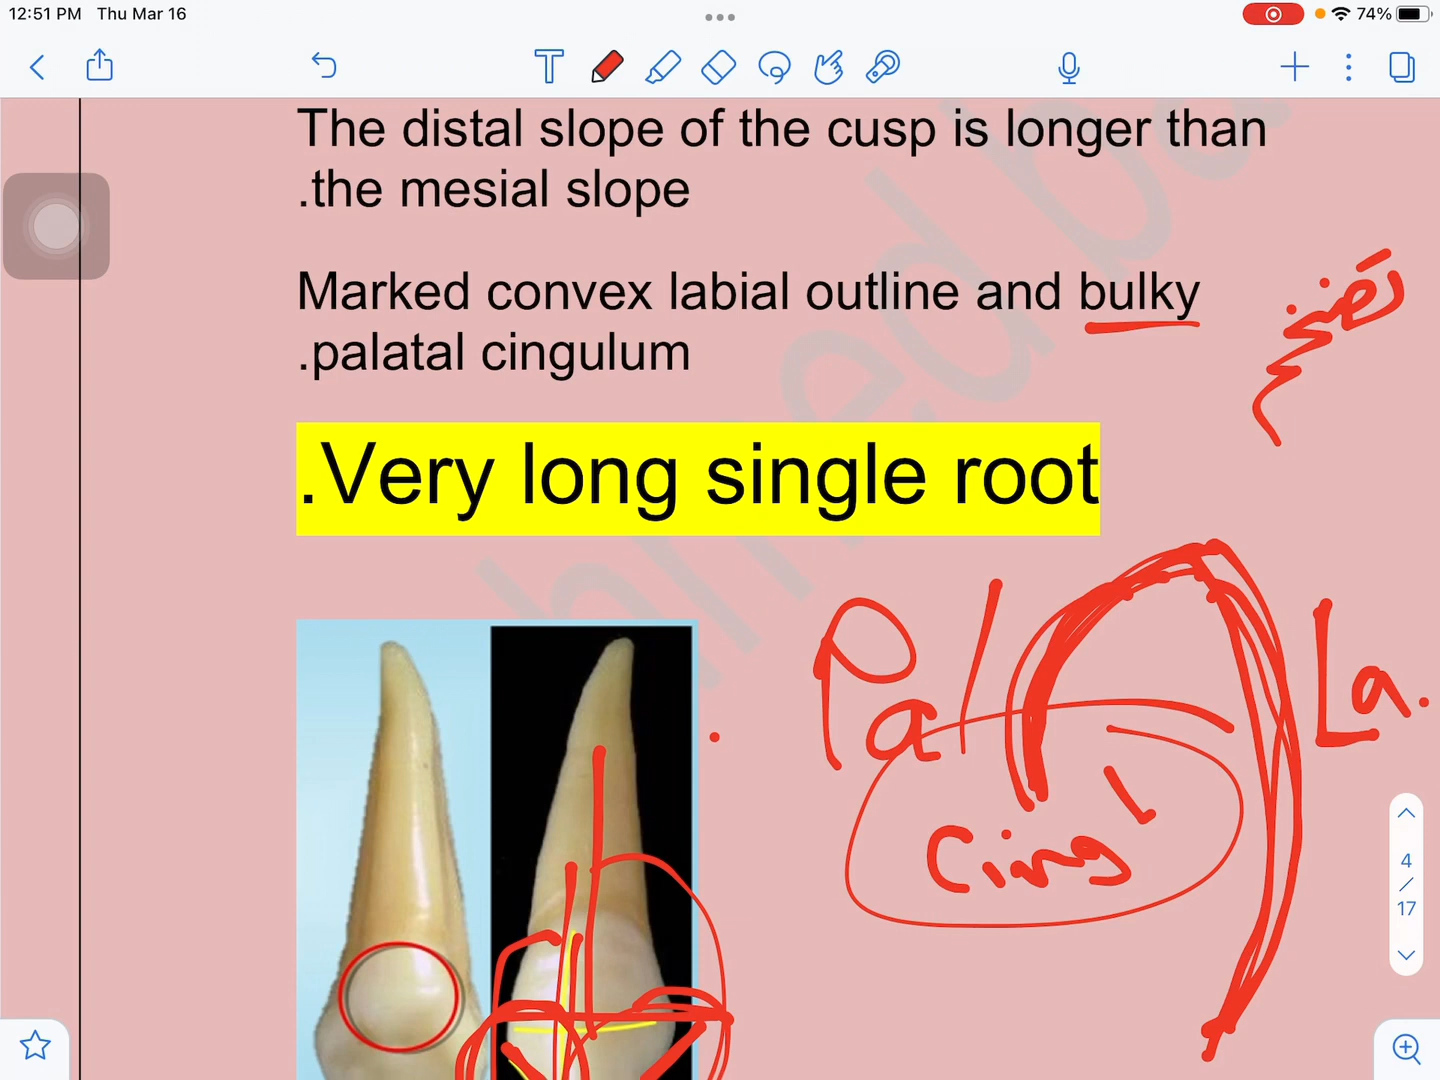 12:51 PM Thu Mar 16
74%
The distal slope of the cusp is longer than
.the mesial slope
Marked convex labial outline and bulky
.palatal cingulum
.Very long single root
Pal
La.
Cing
4
/
17